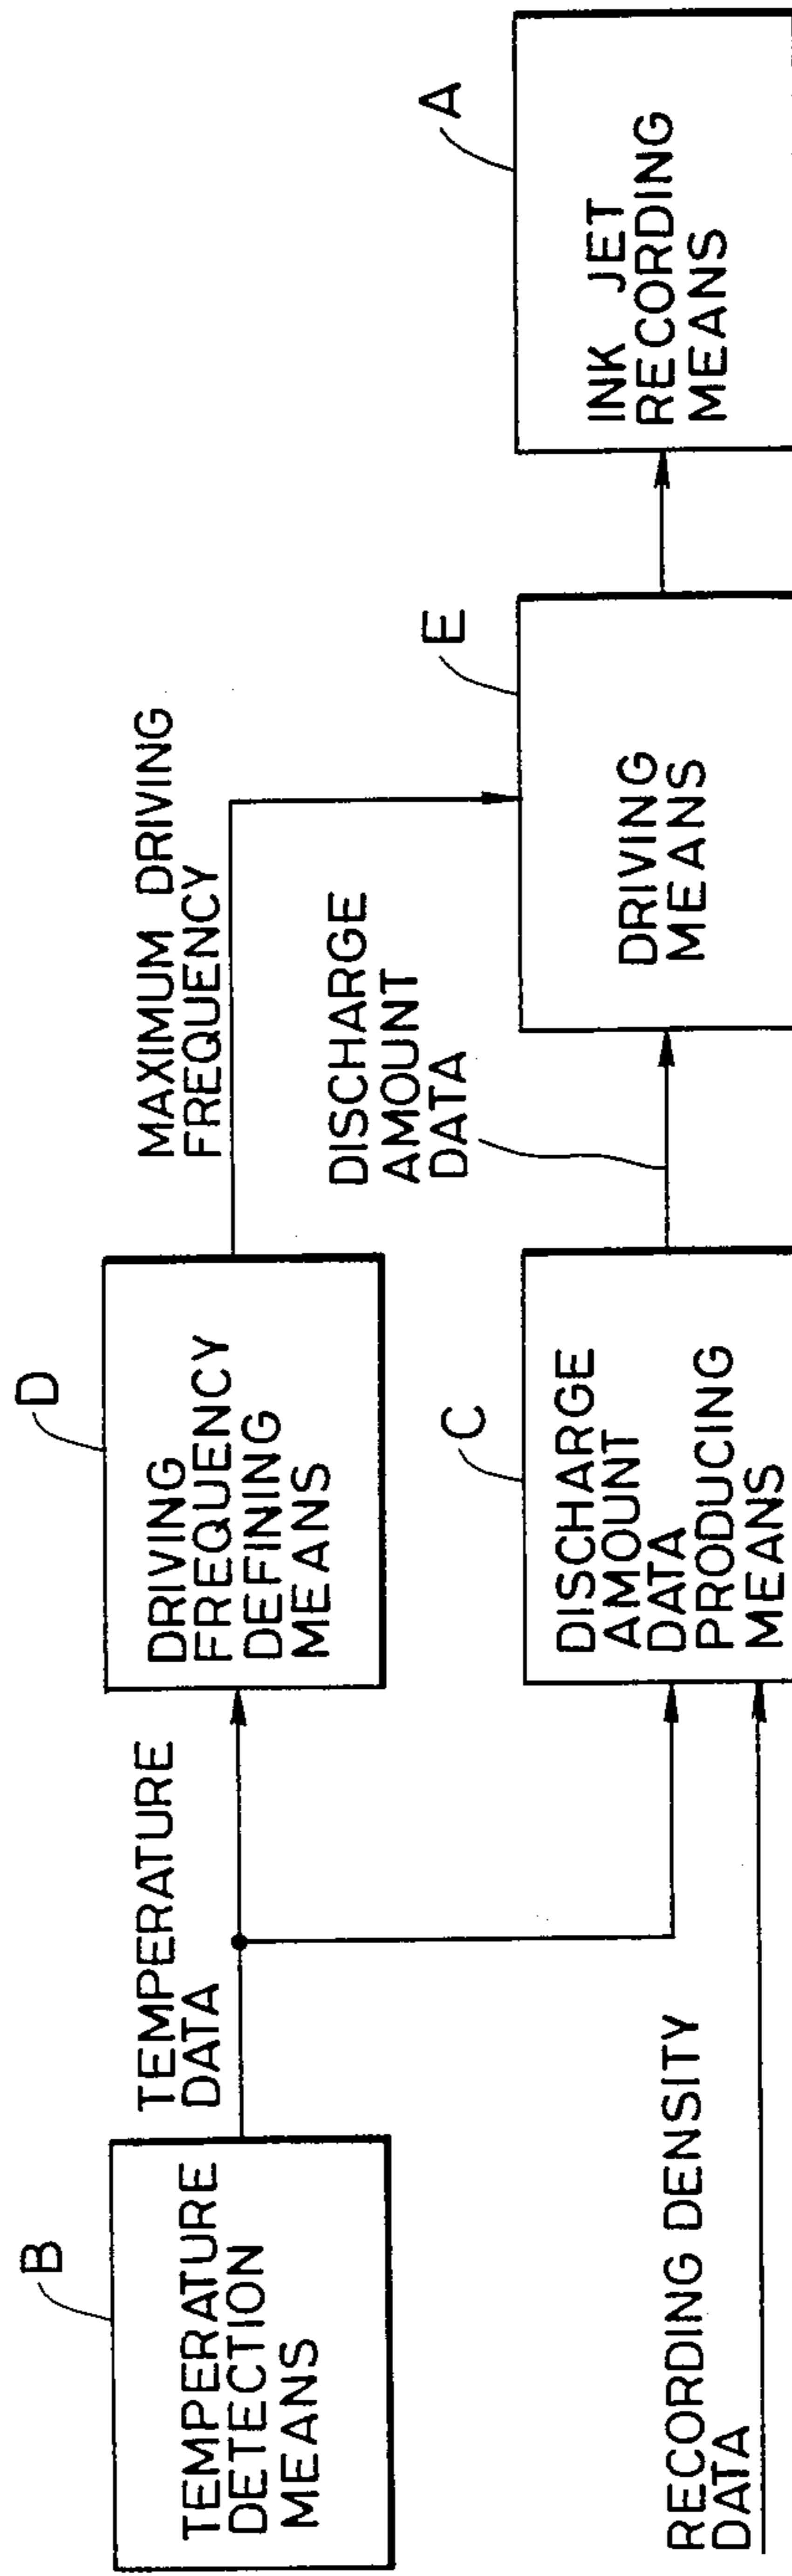 B
TEMPERATURE
DETECTION
MEANS
TEMPERATURE
DATA
RECORDING DENSITY
DATA
D
DRIVING
FREQUENCY
DEFINING
MEANS
C
DISCHARGE
AMOUNT
DATA
PRODUCING
MEANS
MAXIMUM DRIVING
FREQUENCY
DISCHARGE
AMOUNT
DATA
E
DRIVING
MEANS
A
INK JET
RECORDING
MEANS